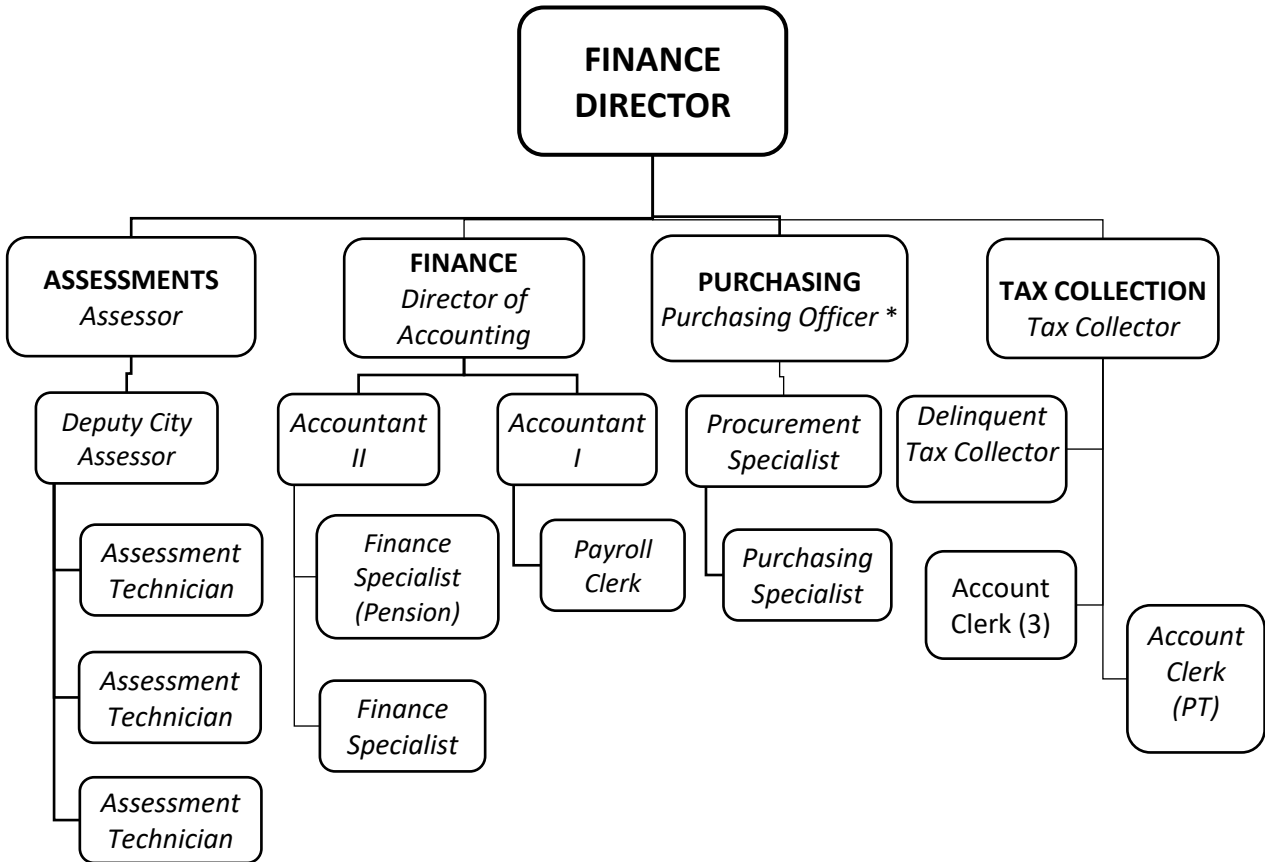 FINANCE
DIRECTOR
ASSESSMENTS
Assessor
FINANCE
Director of
Accounting
PURCHASING
Purchasing Officer *
TAX COLLECTION
Tax Collector
Deputy City
Assessor
Accountant
II
Accountant
I
Procurement
Specialist
Delinquent
Tax Collector
Assessment
Technician
Finance
Specialist
(Pension)
Payroll
Clerk
Purchasing
Specialist
Account
Clerk (3)
Account
Clerk
(PT)
Assessment
Technician
Finance
Specialist
Assessment
Technician